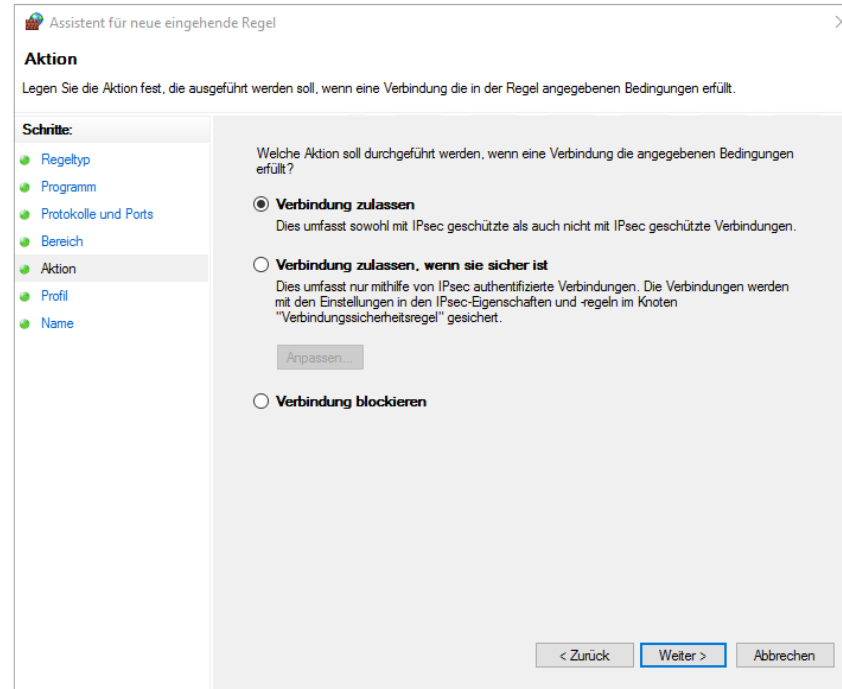 Assistent für neue eingehende Regel
Aktion
Legen Sie die Aktion fest, die ausgeführt werden soll, wenn eine Verbindung die in der Regel angegebenen Bedingungen erfüllt.
Schritte:
Regeltyp
Programm
Protokolle und Ports
Bereich
Aktion
Profil
Name
Welche Aktion soll durchgeführt werden, wenn eine Verbindung die angegebenen Bedingungen
erfüllt?
Verbindung zulassen
Dies umfasst sowohl mit IPsec geschützte als auch nicht mit IPsec geschützte Verbindungen.
Verbindung zulassen, wenn sie sicher ist
Dies umfasst nur mithilfe von IPsec authentifizierte Verbindungen. Die Verbindungen werden
mit den Einstellungen in den IPsec-Eigenschaften und -regeln im Knoten
"Verbindungssicherheitsregel" gesichert.
Anpassen...
Verbindung blockieren
< Zurück
Weiter >
Abbrechen